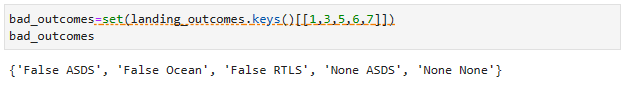 bad_outcomes=set(landing_outcomes.keys()[[1,3,5,6,7]])
bad_outcomes
{'False ASDS', 'False Ocean', 'False RTLS', 'None ASDS', 'None None'}